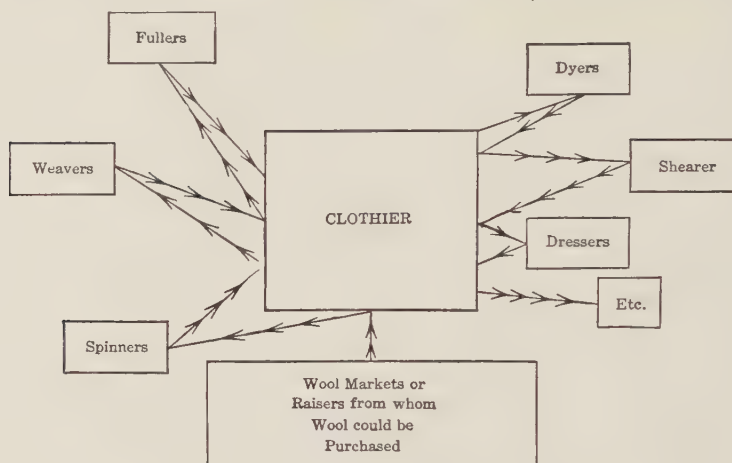 Fullers
Dyers
Weavers
Shearer
CLOTHIER
Dressers
Etc.
Spinners
Wool Markets or
Raisers from whom
Wool could be
Purchased